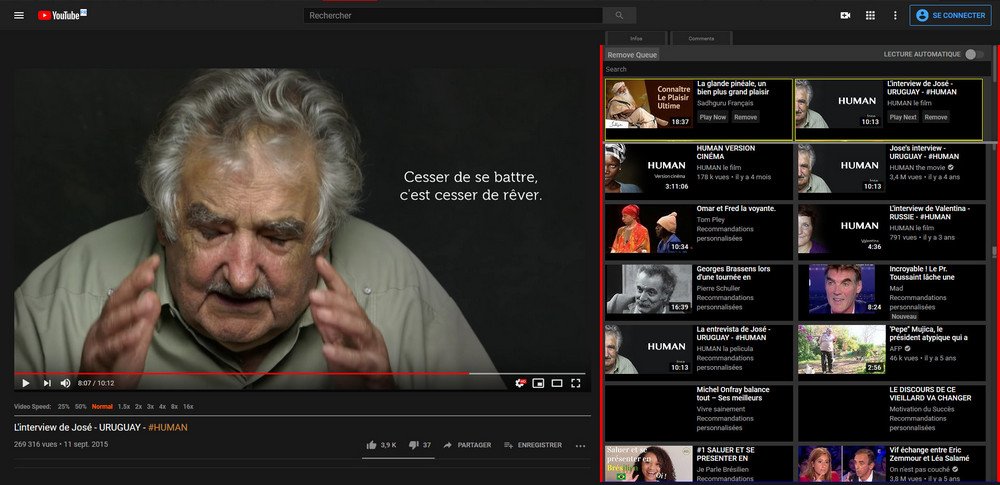 YouTube FR
Rechercher
SE CONNECTER
Infos
Comments
Remove Queue
LECTURE AUTOMATIQUE
Search
Connaître
Le Plaisir
Ultime
18:37
La glande pinéale, un
bien plus grand plaisir
Sadhguru Français
Play Now
Remove
HUMAN
10:13
L'interview de José -
URUGUAY - #HUMAN
HUMAN le film
Play Next
Remove
HUMAN
Version cinéma
3:11:06
HUMAN VERSION
CINÉMA
HUMAN le film
178 k vues • il y a 4 mois
HUMAN
10:13
Jose's interview -
URUGUAY - #HUMAN
HUMAN the movie
3,4 M vues • il y a 4 ans
10:34
Omar et Fred la voyante.
Tom Pley
Recommandations
personnalisées
HUMAN
Valentina
4:36
L'interview de Valentina -
RUSSIE - #HUMAN
HUMAN le film
791 vues • il y a 3 ans
16:39
Georges Brassens lors
d'une tournée en
Pierre Schuller
Recommandations
personnalisées
8:24
Incroyable ! Le Pr.
Toussaint lâche une
Mad
Recommandations
personnalisées
Nouveau
HUMAN
10:13
La entrevista de José -
URUGUAY - #HUMAN
HUMAN la pelicula
Recommandations
personnalisées
2:56
"Pepe" Mujica, le
président atypique qui a
AFP
46 k vues • il y a 5 ans
Michel Onfray balance
tout – Ses meilleurs
Vivre sainement
Recommandations
personnalisées
LE DISCOURS DE CE
VIEILLARD VA CHANGER
Motivation du Succès
Recommandations
personnalisées
Saluer et se
présenter en
Brésilien
Oi !
#1 SALUER ET SE
PRESENTER EN
Je Parle Brésilien
Recommandations
Vif échange entre Eric
Zemmour et Léa Salamé
On n'est pas couché
3,8 M vues • il y a 5 ans
Cesser de se battre,
c'est cesser de rêver.
8:07 / 10:12
Video Speed: 25% 50% Normal 1.5x 2x 3x 4x 8x 16x
L'interview de José - URUGUAY - #HUMAN
269 316 vues • 11 sept. 2015
3,9 K
37
PARTAGER
ENREGISTRER